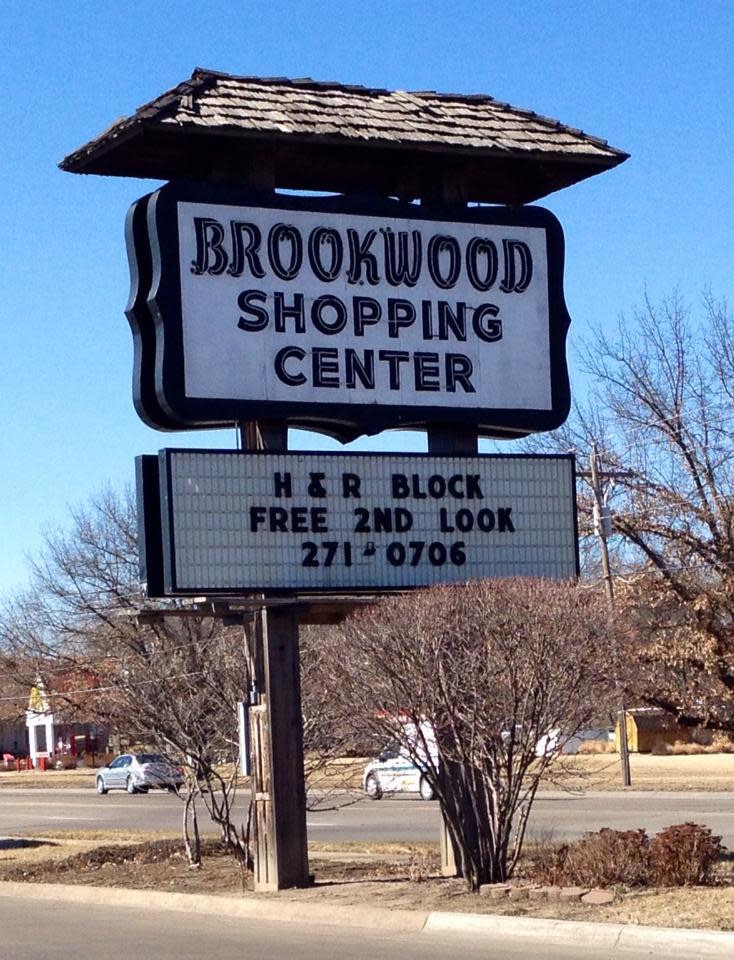 BROOKWOOD
SHOPPING
CENTER
H & R BLOCK
FREE 2ND LOOK
271-0706